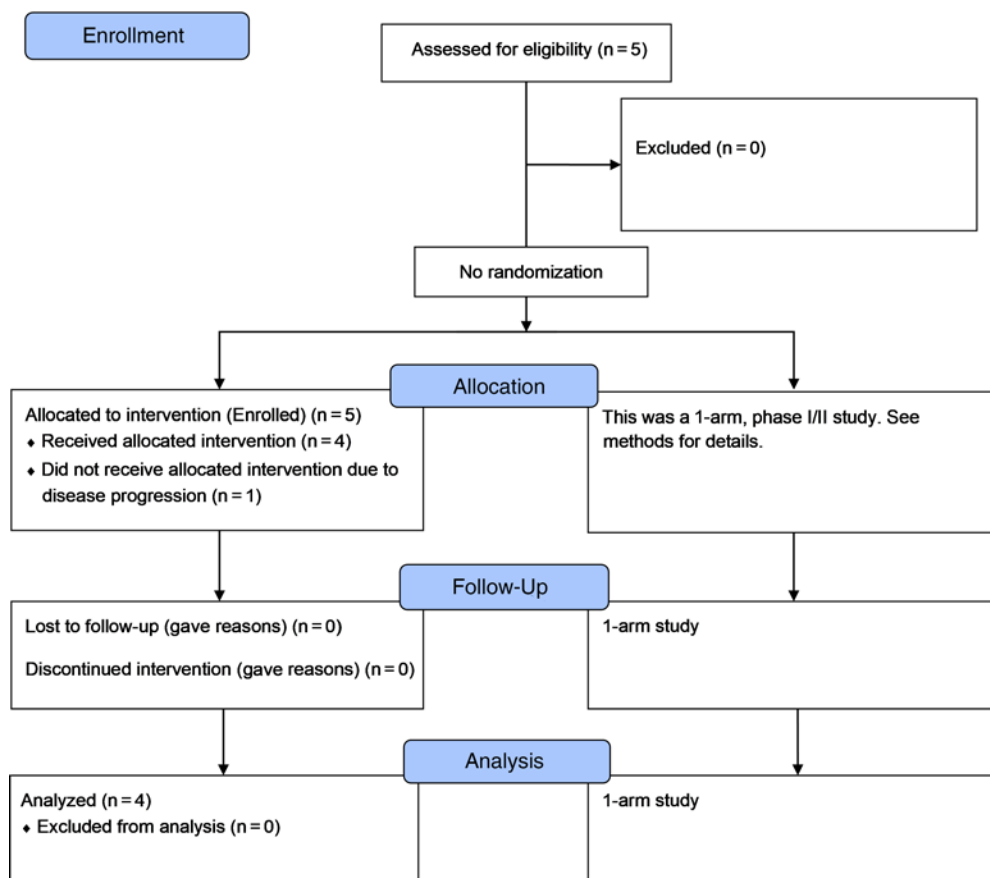 Enrollment
Assessed for eligibility (n = 5)
Excluded (n = 0)
No randomization
Allocation
Allocated to intervention (Enrolled) (n = 5)
♦ Received allocated intervention (n = 4)
♦ Did not receive allocated intervention due to
disease progression (n = 1)
This was a 1-arm, phase I/II study. See
methods for details.
Follow-Up
Lost to follow-up (gave reasons) (n = 0)
Discontinued intervention (gave reasons) (n = 0)
1-arm study
Analysis
Analyzed (n = 4)
♦ Excluded from analysis (n = 0)
1-arm study